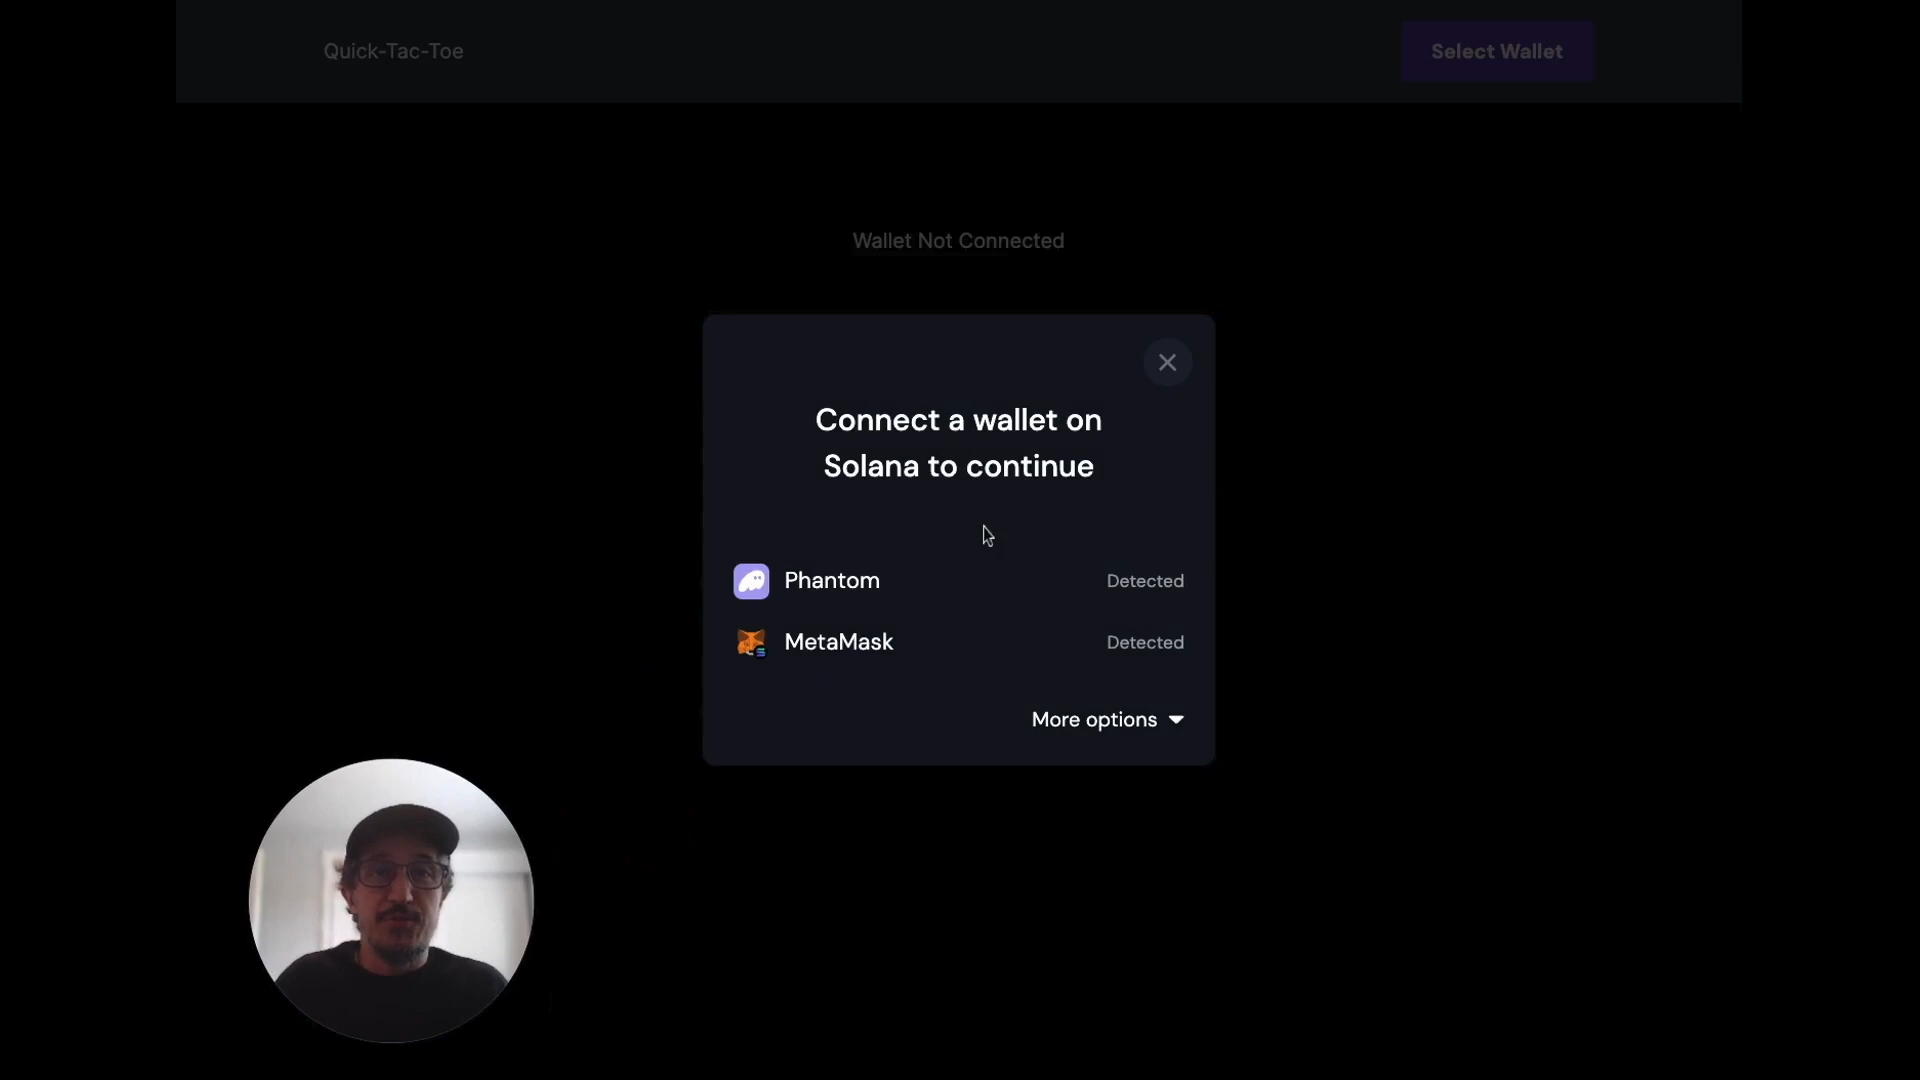 Quick-Tac-Toe
Select Wallet
Wallet Not Connected
Connect a wallet on
Solana to continue
Phantom
Detected
MetaMask
Detected
More options